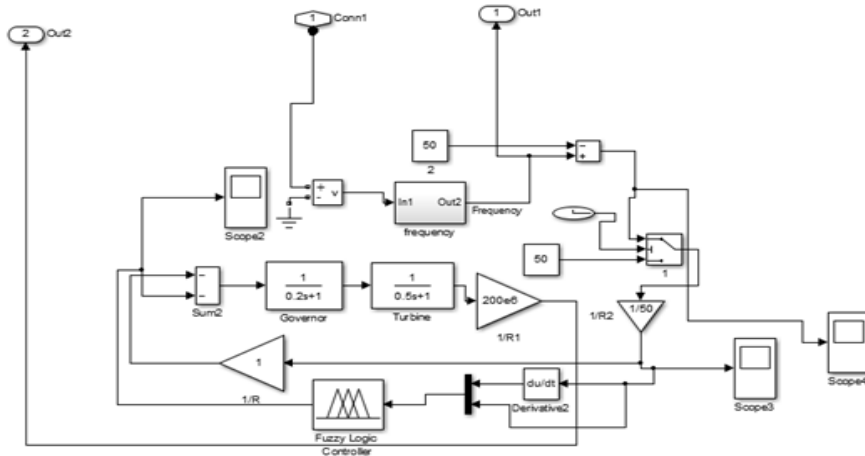 1
Conn1
1
Out1
2
Out2
50
2
−
+
+
-
v
In1
Out2
frequency
Frequency
Scope2
50
1
−
−
Sum2
1
0.2s+1
Governor
1
0.5s+1
Turbine
200e6
1/R1
1/R2
1/50
Scope4
Scope3
1
1/R
Fuzzy Logic
Controller
du/dt
Derivative2